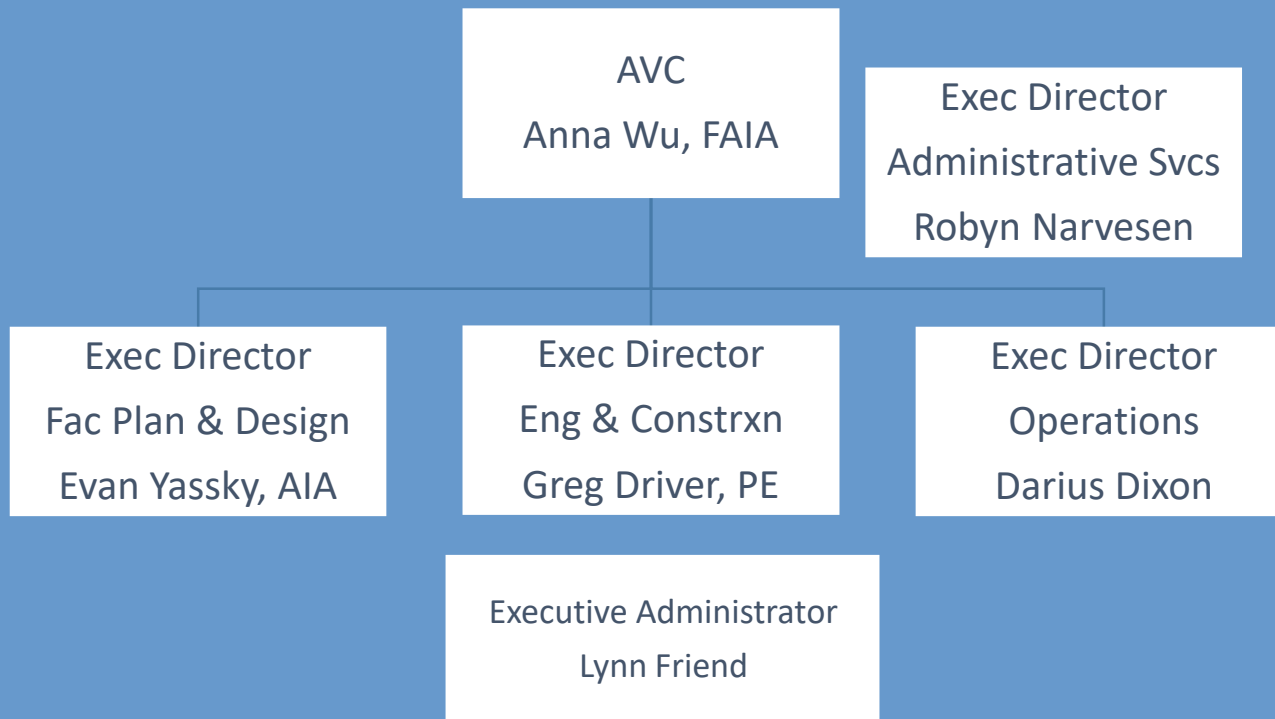 AVC
Anna Wu, FAIA
Exec Director
Administrative Svcs
Robyn Narvesen
Exec Director
Fac Plan & Design
Evan Yassky, AIA
Exec Director
Eng & Constrxn
Greg Driver, PE
Exec Director
Operations
Darius Dixon
Executive Administrator
Lynn Friend